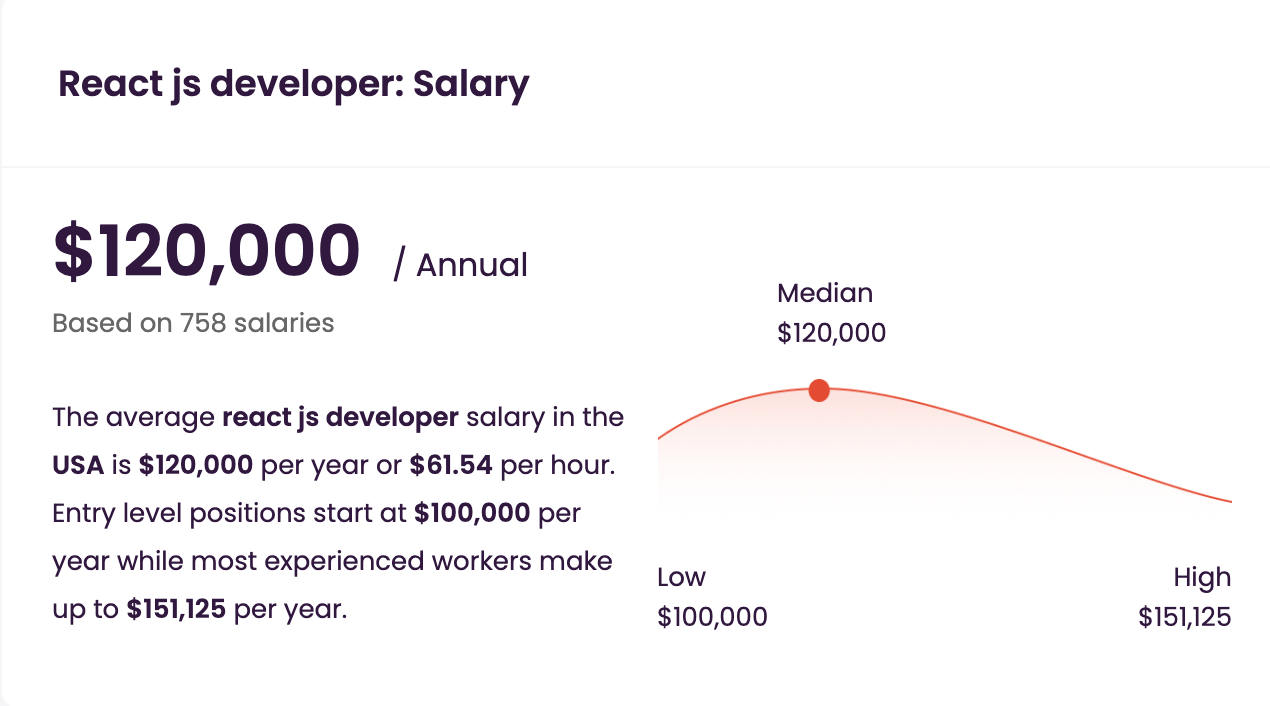 React js developer: Salary
$120,000 / Annual
Based on 758 salaries
The average react js developer salary in the
USA is $120,000 per year or $61.54 per hour.
Entry level positions start at $100,000 per
year while most experienced workers make
up to $151,125 per year.
Median
$120,000
Low
$100,000
High
$151,125